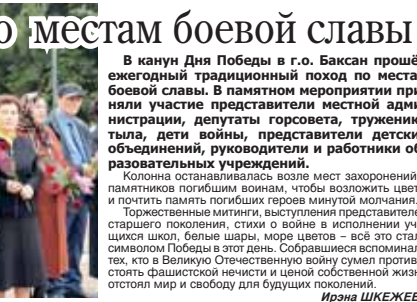 о местам боевой славы
В канун Дня Победы в г.о. Баксан прошё
ежегодный традиционный поход по места
боевой славы. В памятном мероприятии при
няли участие представители местной адми
нистрации, депутаты горсовета, тружению
тыла, дети войны, представители детски
объединений, руководители и работники об
разовательных учреждений.
Колонна останавливалась возле мест захоронений
памятников погибшим воинам, чтобы возложить цвет
и почтить память погибших героев минутой молчания.
Торжественные митинги, выступления представителе
старшего поколения, стихи о войне в исполнении уч
щихся школ, белые шары, море цветов – всё это стал
символом Победы в этот день. Собравшиеся вспоминал
тех, кто в Великую Отечественную войну сумел против
стоять фашистской нечисти и ценой собственной жизн
отстоял мир и свободу для будущих поколений.
Ирэна ШКЕЖЕВ